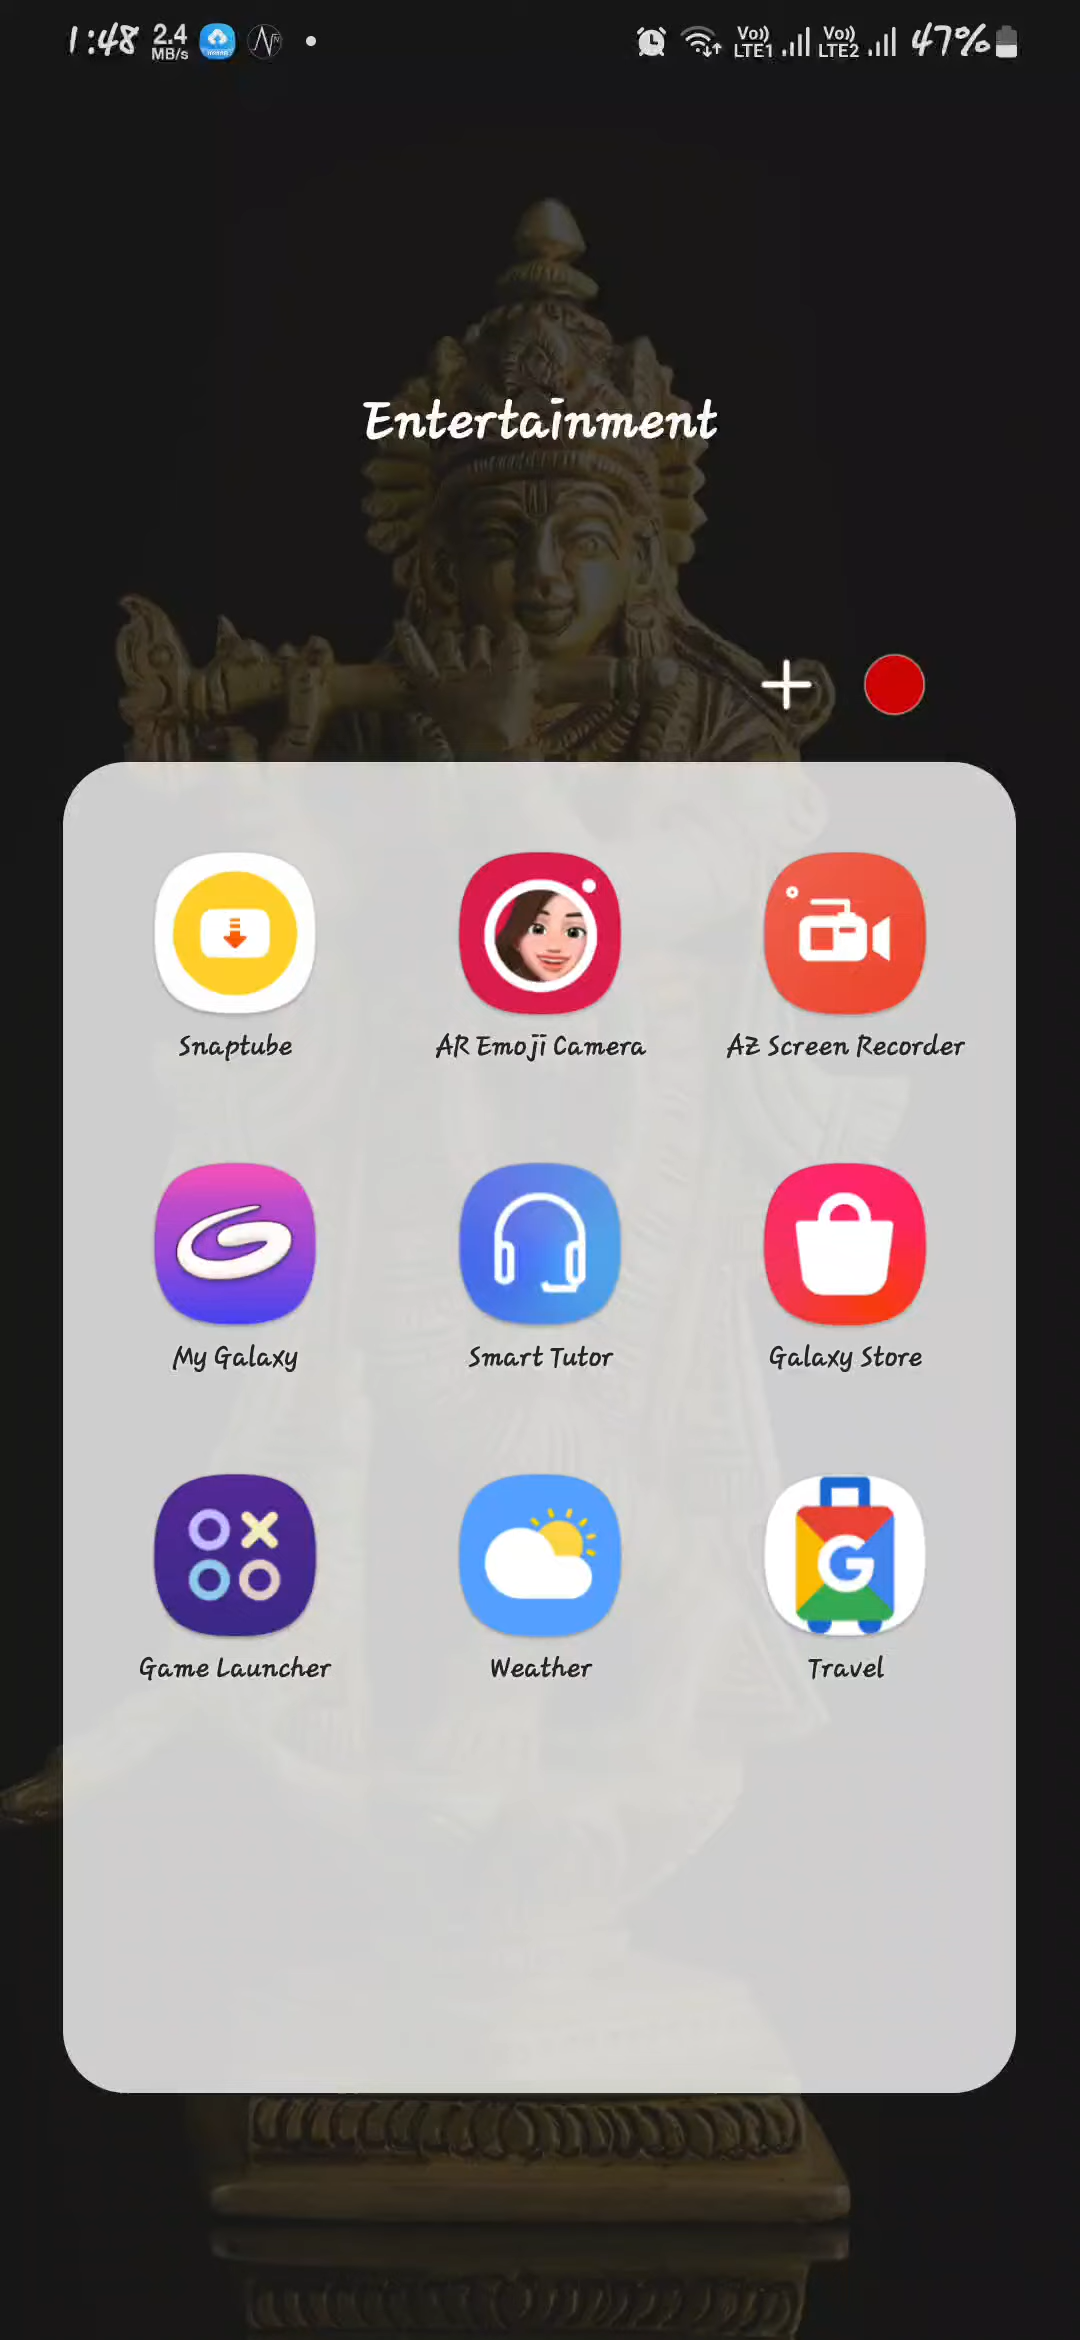 1:48 2.4 MB/s Vo)) LTE1 Vo)) LTE2 47%
Entertainment
Snaptube AR Emoji Camera AZ Screen Recorder
My Galaxy Smart Tutor Galaxy Store
Game Launcher Weather Travel